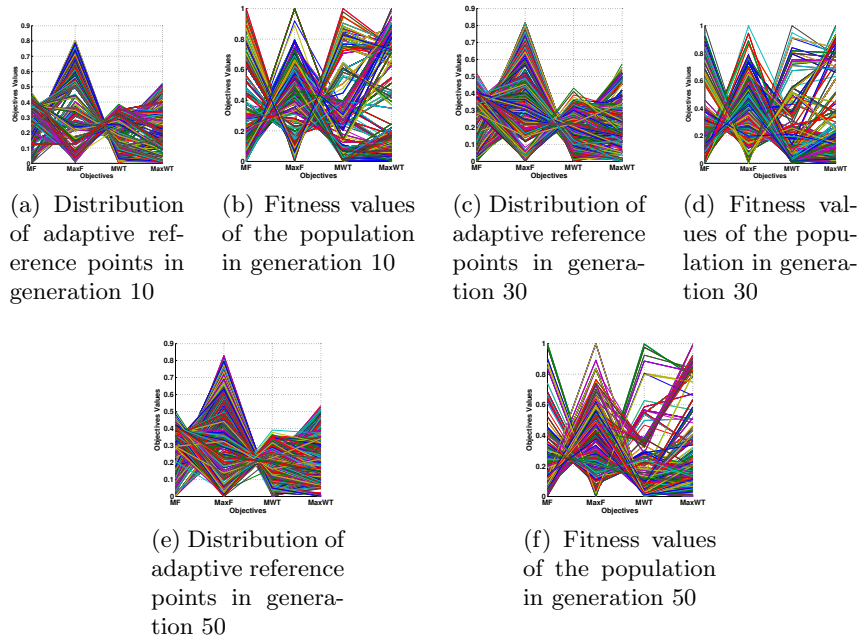 0.9
0.8
0.7
0.6
0.5
0.4
0.3
0.2
0.1
0
Objectives Values
MF MaxF MWT MaxWT
Objectives
1
0.8
0.6
0.4
0.2
0
Objectives Values
MF MaxF MWT MaxWT
Objectives
0.9
0.8
0.7
0.6
0.5
0.4
0.3
0.2
0.1
0
Objectives Values
MF MaxF MWT MaxWT
Objectives
1
0.8
0.6
0.4
0.2
0
Objectives Values
MF MaxF MWT MaxWT
Objectives
(a) Distribution
of adaptive ref-
erence points in
generation 10
(b) Fitness values
of the population
in generation 10
(c) Distribution of
adaptive reference
points in genera-
tion 30
(d) Fitness val-
ues of the popu-
lation in genera-
tion 30
0.9
0.8
0.7
0.6
0.5
0.4
0.3
0.2
0.1
0
Objectives Values
MF MaxF MWT MaxWT
Objectives
1
0.8
0.6
0.4
0.2
0
Objectives Values
MF MaxF MWT MaxWT
Objectives
(e) Distribution of
adaptive reference
points in genera-
tion 50
(f) Fitness values
of the population
in generation 50